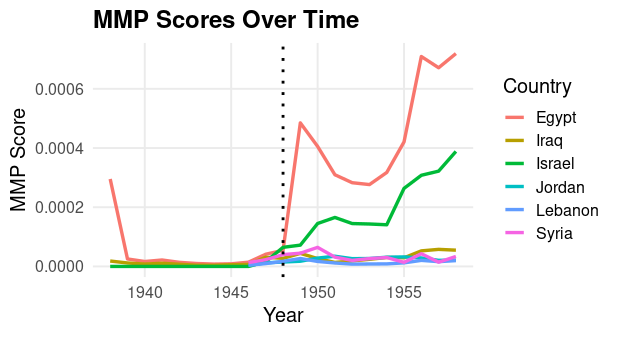 MMP Scores Over Time
MMP Score
0.0006
0.0004
0.0002
0.0000
1940
1945
1950
1955
Year
Country
Egypt
Iraq
Israel
Jordan
Lebanon
Syria